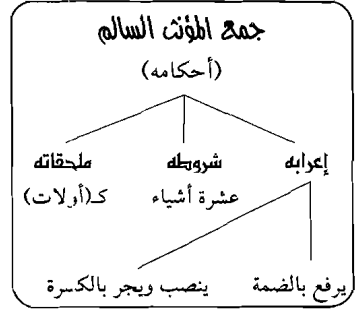 جمع المؤنث السالم
(أحكامه)
إعرابه شروطه ملحقاته
عشرة أشياء كـ(أولات)
يرفع بالضمة ينصب ويجر بالكسرة